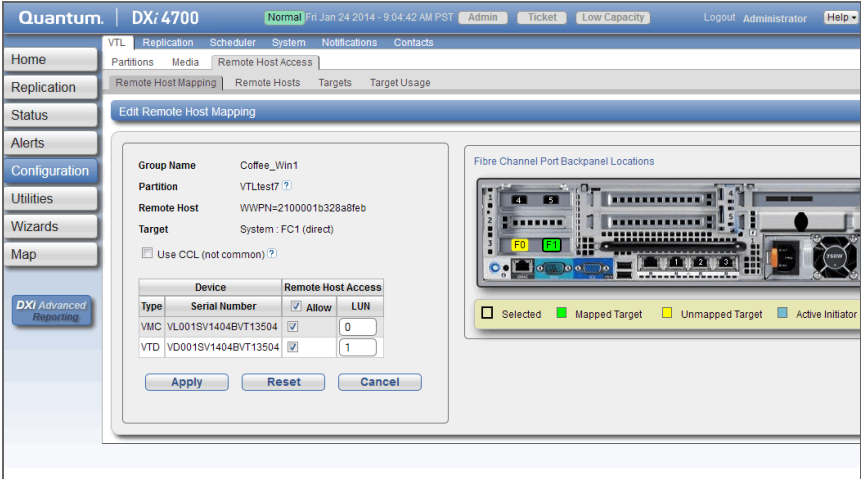 Quantum. DXi 4700 Normal Fri Jan 24 2014 - 9:04:42 AM PST Admin Ticket Low Capacity Logout Administrator Help
VTL Replication Scheduler System Notifications Contacts
Partitions Media Remote Host Access
Remote Host Mapping Remote Hosts Targets Target Usage
Home
Replication
Status
Alerts
Configuration
Utilities
Wizards
Map
DXi Advanced
Reporting
Edit Remote Host Mapping
Group Name Coffee_Win1
Partition VTLtest7 ?
Remote Host WWPN=2100001b328a8feb
Target System : FC1 (direct)
Use CCL (not common) ?
Device Remote Host Access
Type Serial Number Allow LUN
VMC VL001SV1404BVT13504 0
VTD VD001SV1404BVT13504 1
Apply Reset Cancel
Fibre Channel Port Backpanel Locations
4 5
F0 F1
1 2 3
750W
Selected Mapped Target Unmapped Target Active Initiator